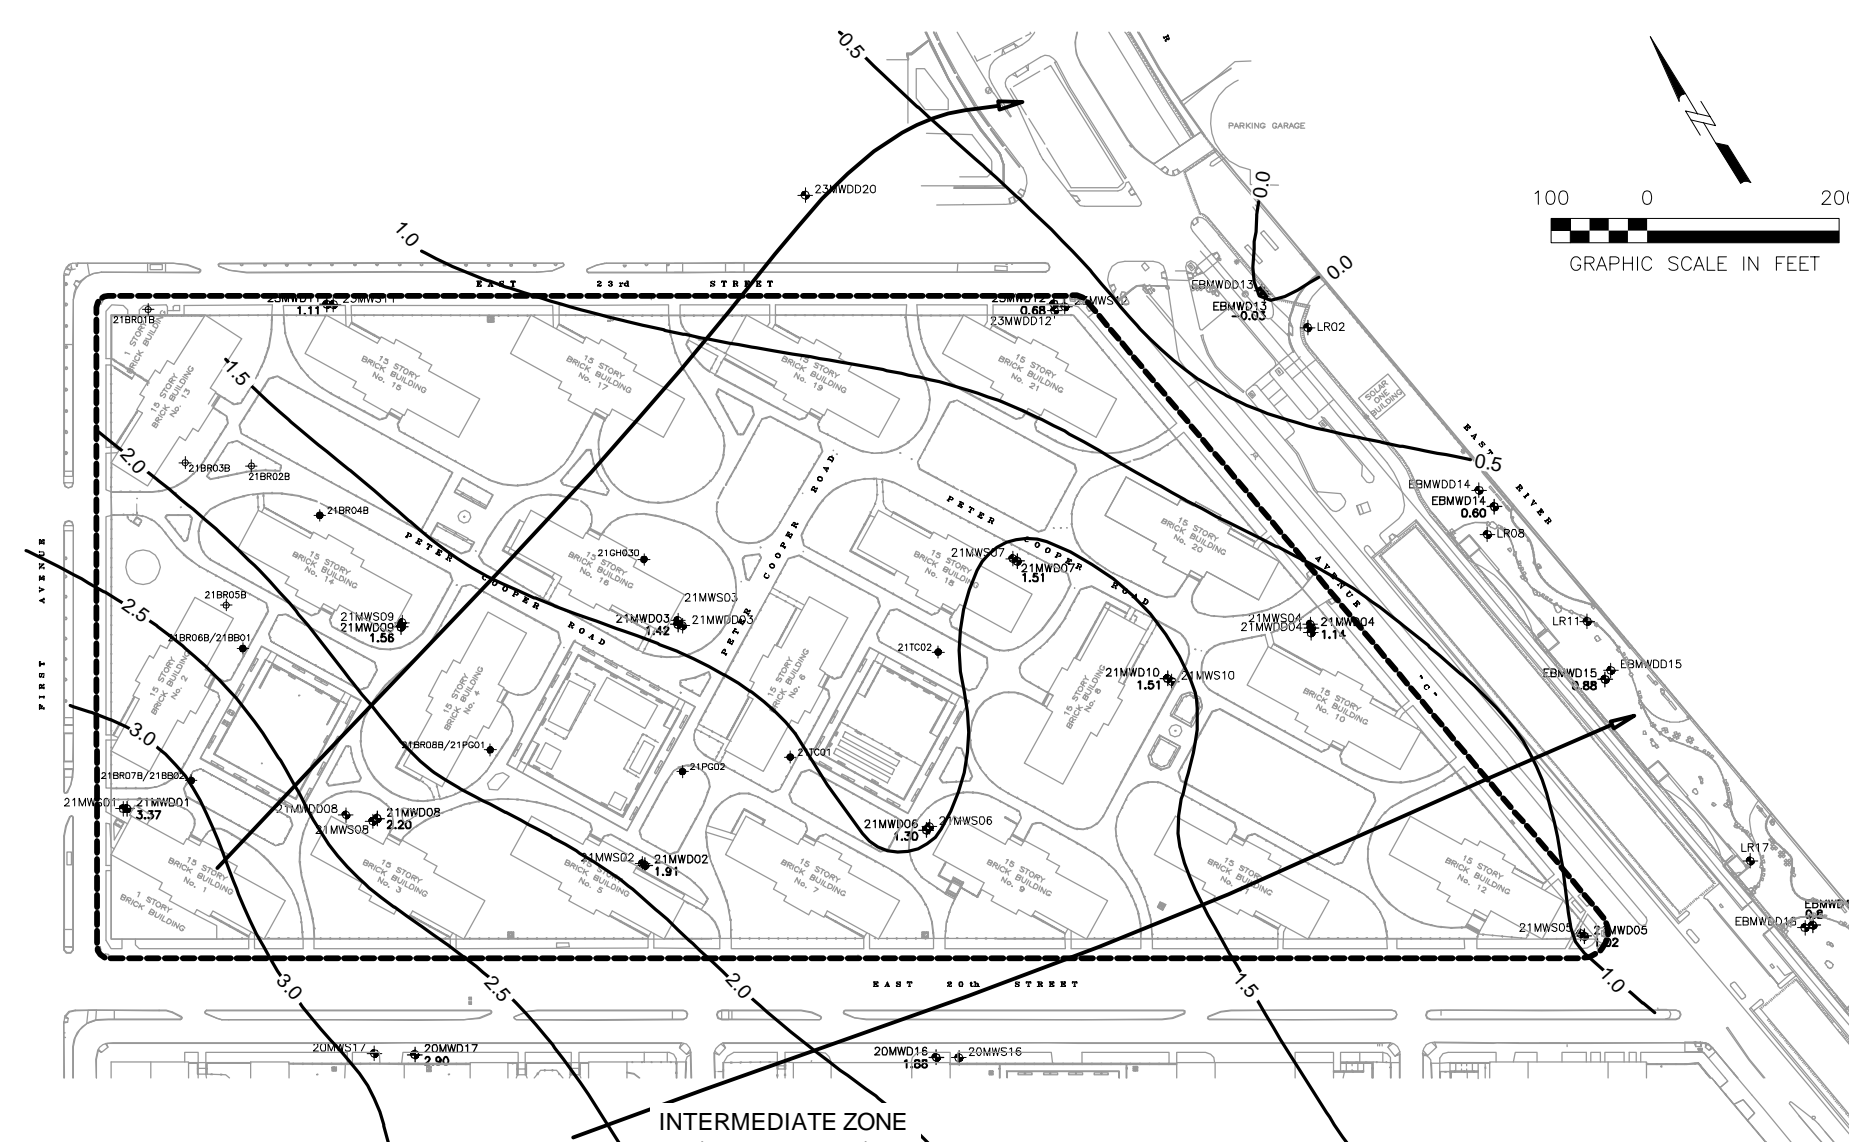 -0.5
R
PARKING GARAGE
100 0 200
GRAPHIC SCALE IN FEET
23MWDD20
0.0
1.0
0.0
EAST 23rd STREET
23MWD11
23MWS11
1.11
21BR01B
23MWD12
0.68
23MWS12
23MWDD12
EBMWDD13
EBMWD13
-0.03
LR02
1 STORY
BRICK BUILDING
15 STORY
BRICK BUILDING
No. 13
15 STORY
BRICK BUILDING
No. 15
15 STORY
BRICK BUILDING
No. 17
15 STORY
BRICK BUILDING
No. 19
15 STORY
BRICK BUILDING
No. 21
SOLAR
ONE
BUILDING
1.5
2.0
0.5
EAST RIVER
21BR03B
21BR02B
21BR04B
EBMWDD14
EBMWD14
0.60
LR08
PETER COOPER ROAD
PETER COOPER ROAD
PETER COOPER ROAD
15 STORY
BRICK BUILDING
No. 14
15 STORY
BRICK BUILDING
No. 16
15 STORY
BRICK BUILDING
No. 18
15 STORY
BRICK BUILDING
No. 20
21GH030
21MWS07
21MWD07
1.51
AVENUE "C"
FIRST AVENUE
2.5
21BR05B
21BR06B/21BB01
21MWS09
21MWD09
1.56
21MWS03
21MWD03
21MWDD03
1.42
21TC02
21MWS04
21MWD04
21MWDD04
1.14
LR11
EBMWDD15
EBMWD15
0.88
21MWD10
21MWS10
1.51
15 STORY
BRICK BUILDING
No. 2
STORY
BRICK BUILDING
No. 4
15 STORY
BRICK BUILDING
No. 6
15 STORY
BRICK BUILDING
No. 8
15 STORY
BRICK BUILDING
No. 10
3.0
21BR08B/21PG01
21TC01
21PG02
21BR07B/21BB02
21MWS01
21MWD01
3.37
21MWDD08
21MWD08
21MWS08
2.20
21MWD06
21MWS06
1.30
21MWS02
21MWD02
1.91
LR17
15 STORY
BRICK BUILDING
No. 1
1 STORY
BRICK BUILDING
15 STORY
BRICK BUILDING
No. 3
BRICK BUILDING
No. 5
15 STORY
BRICK BUILDING
No. 7
15 STORY
BRICK BUILDING
No. 9
15 STORY
BRICK BUILDING
15 STORY
BRICK BUILDING
No. 12
21MWS05
21MWD05
1.02
EBMWDD16
3.0
2.5
2.0
1.5
1.0
EAST 20th STREET
20MWS17
20MWD17
2.90
20MWD16
20MWS16
1.88
INTERMEDIATE ZONE